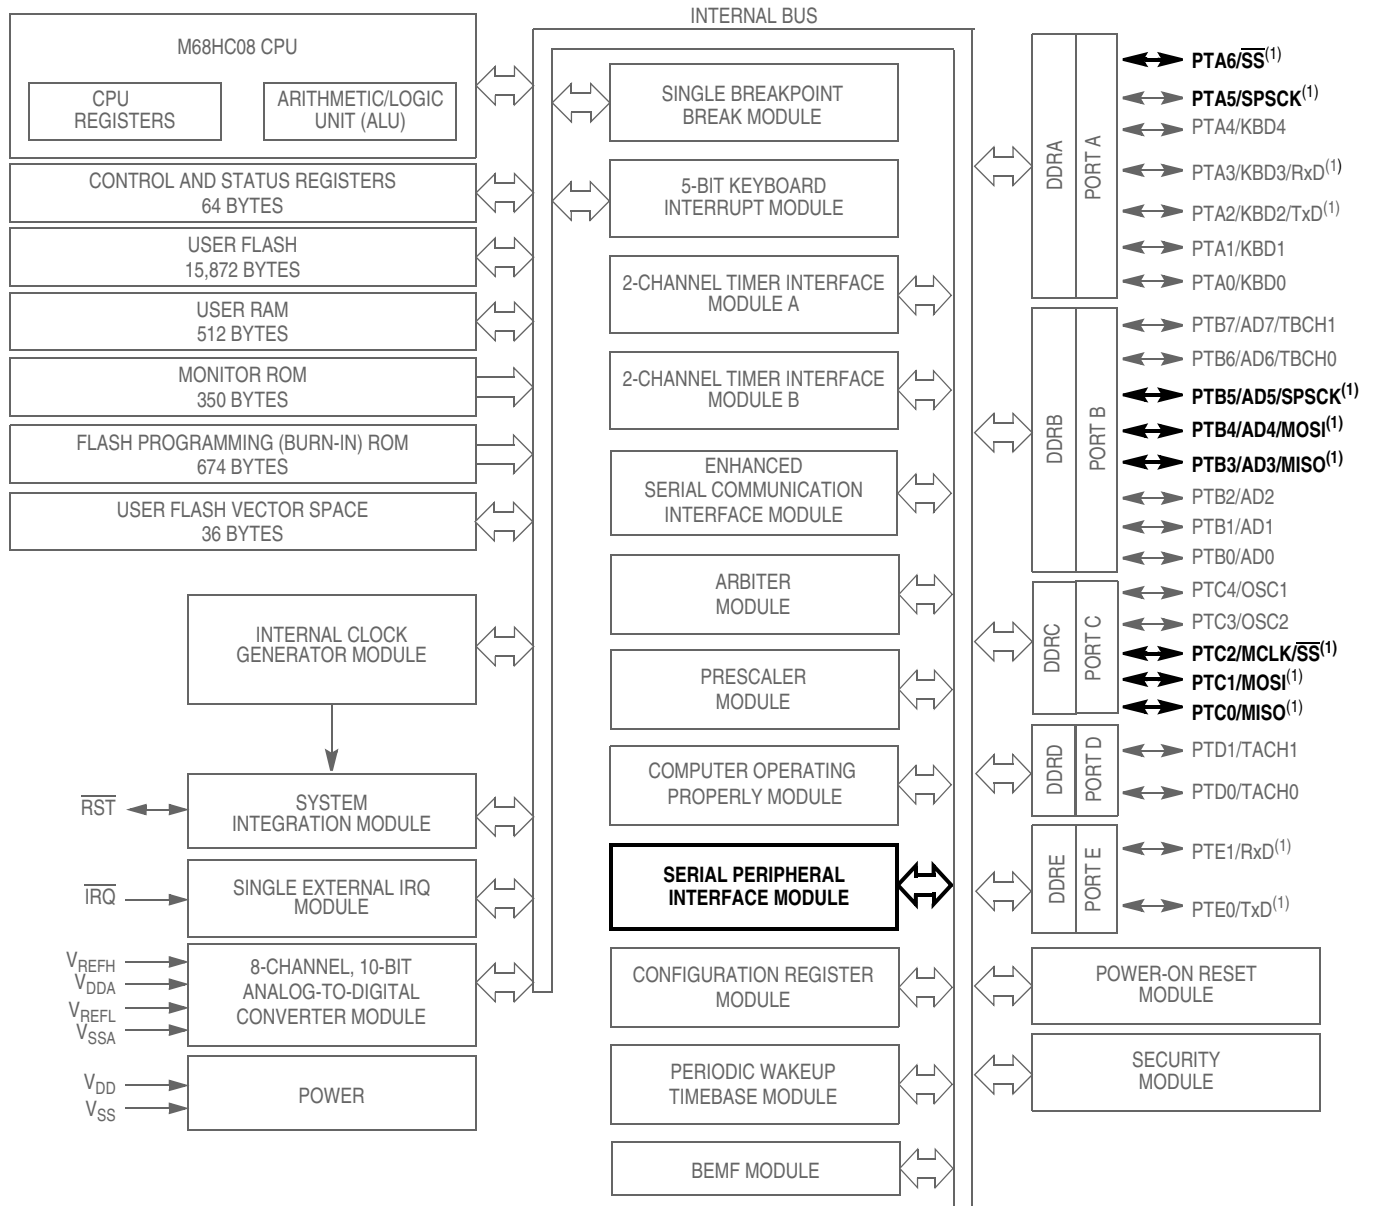 INTERNAL BUS
M68HC08 CPU
CPU
REGISTERS
ARITHMETIC/LOGIC
UNIT (ALU)
CONTROL AND STATUS REGISTERS
64 BYTES
USER FLASH
15,872 BYTES
USER RAM
512 BYTES
MONITOR ROM
350 BYTES
FLASH PROGRAMMING (BURN-IN) ROM
674 BYTES
USER FLASH VECTOR SPACE
36 BYTES
INTERNAL CLOCK
GENERATOR MODULE
RST
SYSTEM
INTEGRATION MODULE
IRQ
SINGLE EXTERNAL IRQ
MODULE
VREFH
VDDA
VREFL
VSSA
8-CHANNEL, 10-BIT
ANALOG-TO-DIGITAL
CONVERTER MODULE
VDD
VSS
POWER
SINGLE BREAKPOINT
BREAK MODULE
5-BIT KEYBOARD
INTERRUPT MODULE
2-CHANNEL TIMER INTERFACE
MODULE A
2-CHANNEL TIMER INTERFACE
MODULE B
ENHANCED
SERIAL COMMUNICATION
INTERFACE MODULE
ARBITER
MODULE
PRESCALER
MODULE
COMPUTER OPERATING
PROPERLY MODULE
SERIAL PERIPHERAL
INTERFACE MODULE
CONFIGURATION REGISTER
MODULE
PERIODIC WAKEUP
TIMEBASE MODULE
BEMF MODULE
DDRA
PORT A
PTA6/SS(1)
PTA5/SPSCK(1)
PTA4/KBD4
PTA3/KBD3/RxD(1)
PTA2/KBD2/TxD(1)
PTA1/KBD1
PTA0/KBD0
DDRB
PORT B
PTB7/AD7/TBCH1
PTB6/AD6/TBCH0
PTB5/AD5/SPSCK(1)
PTB4/AD4/MOSI(1)
PTB3/AD3/MISO(1)
PTB2/AD2
PTB1/AD1
PTB0/AD0
DDRC
PORT C
PTC4/OSC1
PTC3/OSC2
PTC2/MCLK/SS(1)
PTC1/MOSI(1)
PTC0/MISO(1)
DDRD
PORT D
PTD1/TACH1
PTD0/TACH0
DDRE
PORT E
PTE1/RxD(1)
PTE0/TxD(1)
POWER-ON RESET
MODULE
SECURITY
MODULE